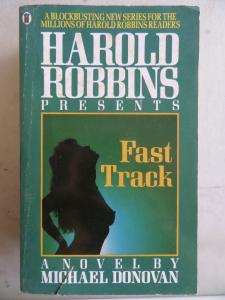 A BLOCKBUSTING NEW SERIES FOR THE
MILLIONS OF HAROLD ROBBINS READERS
HAROLD
ROBBINS
PRESENTS
Fast
Track
A NOVEL BY
MICHAEL DONOVAN